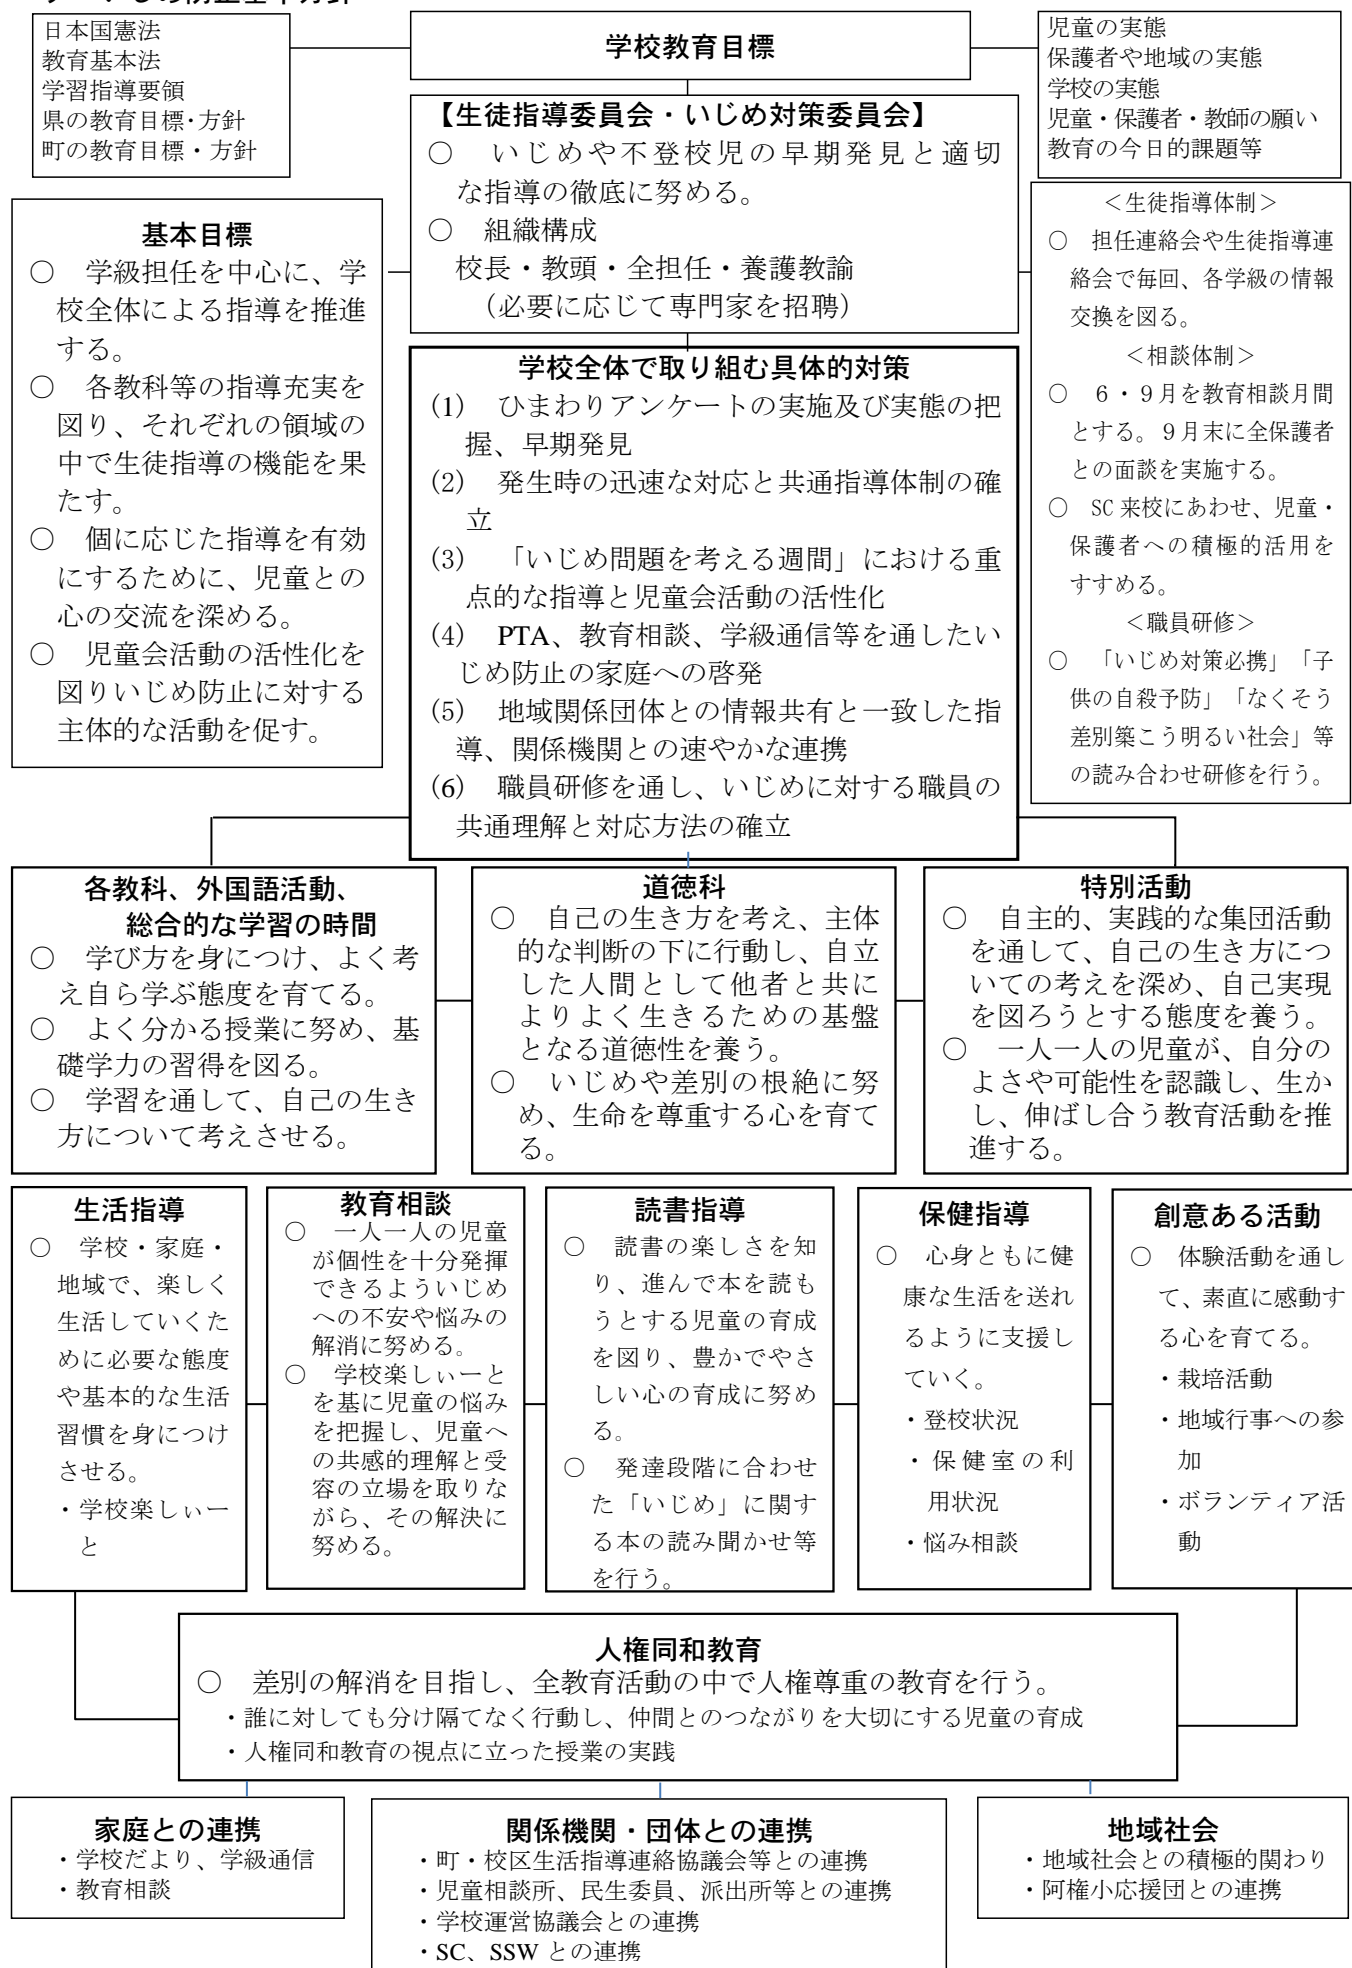 日本国憲法
教育基本法
学習指導要領
県の教育目標・方針
町の教育目標・方針
学校教育目標
児童の実態
保護者や地域の実態
学校の実態
児童・保護者・教師の願い
教育の今日的課題等
【生徒指導委員会・いじめ対策委員会】
○　いじめや不登校児の早期発見と適切
な指導の徹底に努める。
○　組織構成
校長・教頭・全担任・養護教諭
（必要に応じて専門家を招聘）
基本目標
○　学級担任を中心に、学
校全体による指導を推進
する。
○　各教科等の指導充実を
図り、それぞれの領域の
中で生徒指導の機能を果
たす。
○　個に応じた指導を有効
にするために、児童との
心の交流を深める。
○　児童会活動の活性化を
図りいじめ防止に対する
主体的な活動を促す。
学校全体で取り組む具体的対策
(1)　ひまわりアンケートの実施及び実態の把
握、早期発見
(2)　発生時の迅速な対応と共通指導体制の確
立
(3)　「いじめ問題を考える週間」における重
点的な指導と児童会活動の活性化
(4)　PTA、教育相談、学級通信等を通したい
じめ防止の家庭への啓発
(5)　地域関係団体との情報共有と一致した指
導、関係機関との速やかな連携
(6)　職員研修を通し、いじめに対する職員の
共通理解と対応方法の確立
＜生徒指導体制＞
○　担任連絡会や生徒指導連
絡会で毎回、各学級の情報
交換を図る。
＜相談体制＞
○　6・9月を教育相談月間
とする。9月末に全保護者
との面談を実施する。
○　SC来校にあわせ、児童・
保護者への積極的活用を
すすめる。
＜職員研修＞
○　「いじめ対策必携」「子
供の自殺予防」「なくそう
差別築こう明るい社会」等
の読み合わせ研修を行う。
各教科、外国語活動、
総合的な学習の時間
○　学び方を身につけ、よく考
え自ら学ぶ態度を育てる。
○　よく分かる授業に努め、基
礎学力の習得を図る。
○　学習を通して、自己の生き
方について考えさせる。
道徳科
○　自己の生き方を考え、主体
的な判断の下に行動し、自立
した人間として他者と共に
よりよく生きるための基盤
となる道徳性を養う。
○　いじめや差別の根絶に努
め、生命を尊重する心を育て
る。
特別活動
○　自主的、実践的な集団活動
を通して、自己の生き方につ
いての考えを深め、自己実現
を図ろうとする態度を養う。
○　一人一人の児童が、自分の
よさや可能性を認識し、生か
し、伸ばし合う教育活動を推
進する。
生活指導
○　学校・家庭・
地域で、楽しく
生活していくた
めに必要な態度
や基本的な生活
習慣を身につけ
させる。
・学校楽しぃー
と
教育相談
○　一人一人の児童
が個性を十分発揮
できるよういじめ
への不安や悩みの
解消に努める。
○　学校楽しぃーと
を基に児童の悩み
を把握し、児童へ
の共感的理解と受
容の立場を取りな
がら、その解決に
努める。
読書指導
○　読書の楽しさを知
り、進んで本を読も
うとする児童の育成
を図り、豊かでやさ
しい心の育成に努め
る。
○　発達段階に合わせ
た「いじめ」に関す
る本の読み聞かせ等
を行う。
保健指導
○　心身ともに健
康な生活を送れ
るように支援し
ていく。
・登校状況
・保健室の利
用状況
・悩み相談
創意ある活動
○　体験活動を通し
て、素直に感動す
る心を育てる。
・栽培活動
・地域行事への参
加
・ボランティア活
動
人権同和教育
○　差別の解消を目指し、全教育活動の中で人権尊重の教育を行う。
・誰に対しても分け隔てなく行動し、仲間とのつながりを大切にする児童の育成
・人権同和教育の視点に立った授業の実践
家庭との連携
・学校だより、学級通信
・教育相談
関係機関・団体との連携
・町・校区生活指導連絡協議会等との連携
・児童相談所、民生委員、派出所等との連携
・学校運営協議会との連携
・SC、SSWとの連携
地域社会
・地域社会との積極的関わり
・阿権小応援団との連携